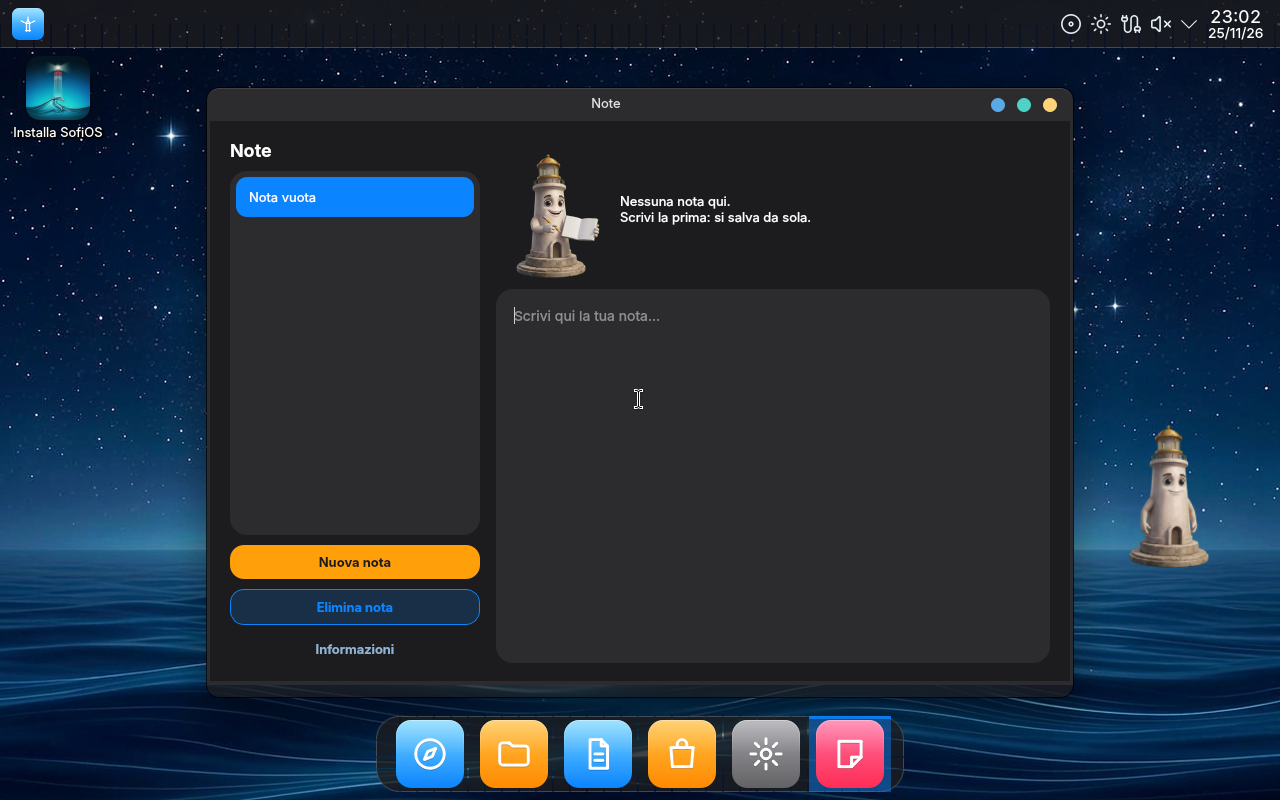 23:02
25/11/26
Installa SofiOS
Note
Note
Nota vuota
Nessuna nota qui.
Scrivi la prima: si salva da sola.
Scrivi qui la tua nota...
Nuova nota
Elimina nota
Informazioni